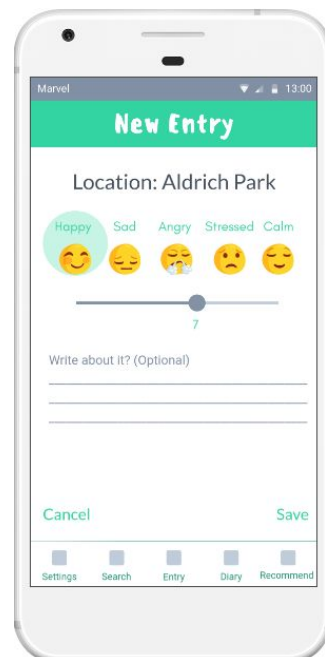 Marvel 13:00
New Entry
Location: Aldrich Park
Happy Sad Angry Stressed Calm
7
Write about it? (Optional)
Cancel Save
Settings Search Entry Diary Recommend